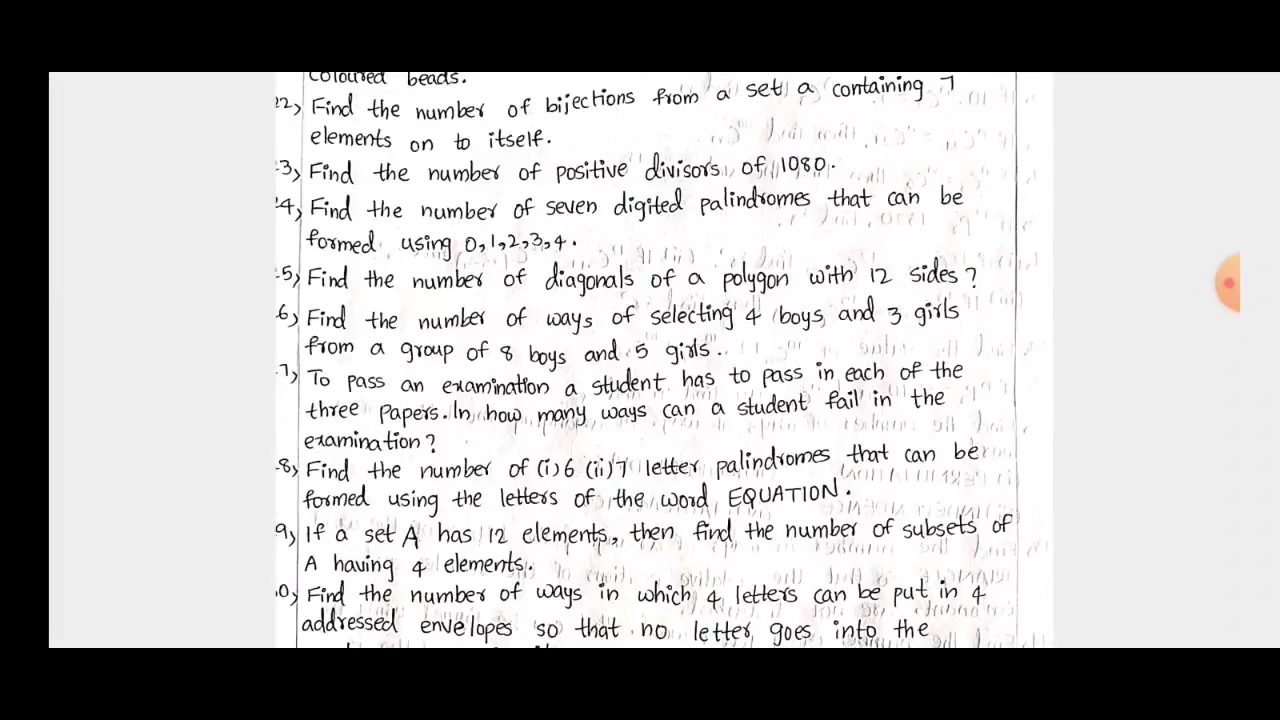 coloured beads.
22, Find the number of bijections from a set a containing 7
elements on to itself.
3, Find the number of positive divisors of 1080.
4, Find the number of seven digited palindromes that can be
formed using 0,1,2,3,4.
5, Find the number of diagonals of a polygon with 12 sides?
6, Find the number of ways of selecting 4 boys and 3 girls
from a group of 8 boys and 5 girls.
7, To pass an examination a student has to pass in each of the
three papers. In how many ways can a student fail in the
examination?
8, Find the number of (i) 6 (ii) 7 letter palindromes that can be
formed using the letters of the word EQUATION.
9, If a set A has 12 elements, then find the number of subsets of
A having 4 elements.
0, Find the number of ways in which 4 letters can be put in 4
addressed envelopes so that no letter goes into the